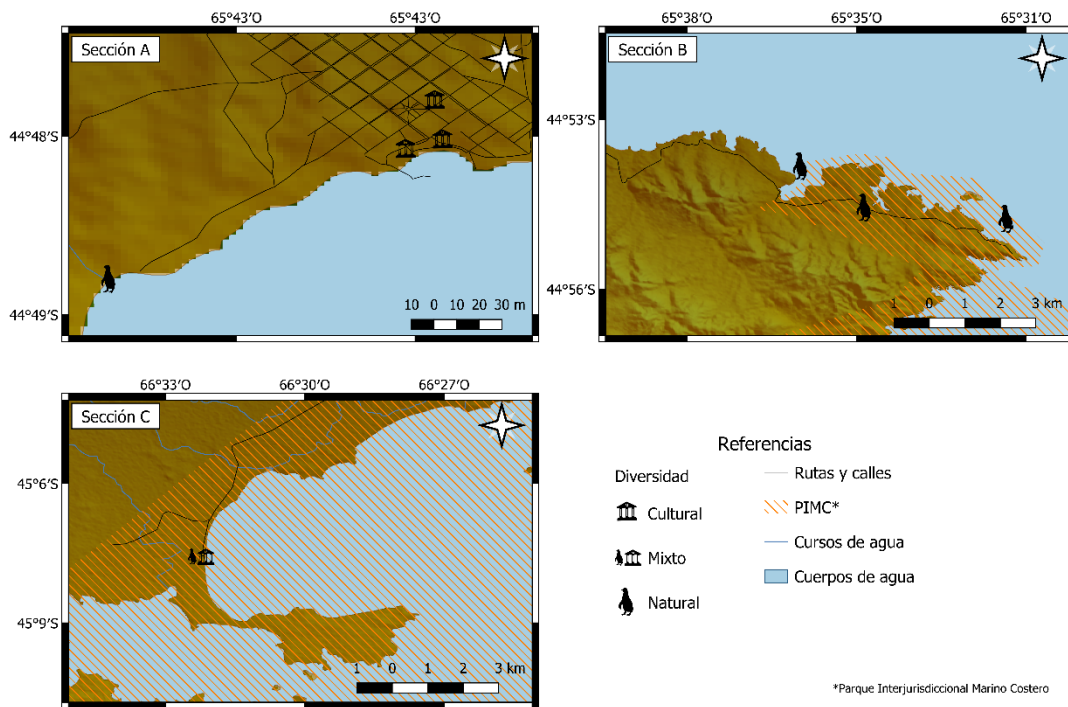 65°43'O 65°43'O
Sección A
44°48'S
44°49'S
10 0 10 20 30 m
65°38'O 65°35'O 65°31'O
Sección B
44°53'S
44°56'S
1 0 1 2 3 km
66°33'O 66°30'O 66°27'O
Sección C
45°6'S
45°9'S
1 0 1 2 3 km
Referencias
Diversidad
Cultural
Mixto
Natural
Rutas y calles
PIMC*
Cursos de agua
Cuerpos de agua
*Parque Interjurisdiccional Marino Costero